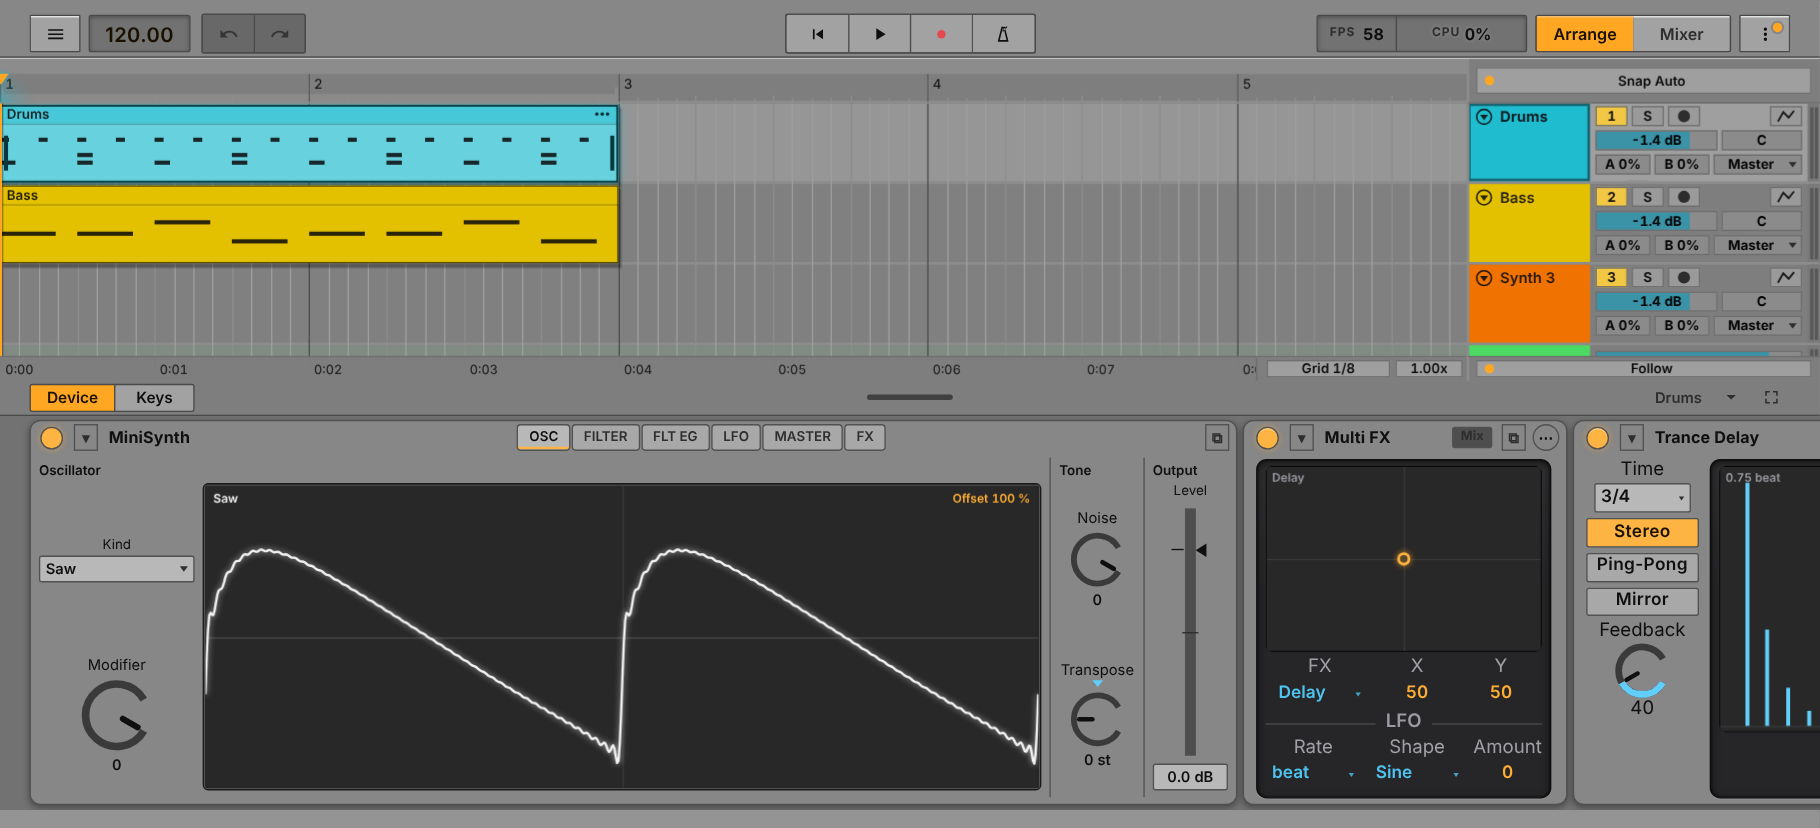 120.00
FPS 58
CPU 0%
Arrange
Mixer
1 2 3 4 5
Snap Auto
Drums
Drums
1 S
-1.4 dB C
A 0% B 0% Master
Bass
Bass
2 S
-1.4 dB C
A 0% B 0% Master
Synth 3
3 S
-1.4 dB C
A 0% B 0% Master
0:00 0:01 0:02 0:03 0:04 0:05 0:06 0:07
Grid 1/8 1.00x
Follow
Device Keys
Drums
MiniSynth
OSC FILTER FLT EG LFO MASTER FX
Oscillator
Kind
Saw
Modifier
0
Saw
Offset 100 %
Tone
Noise
0
Transpose
0 st
Output
Level
0.0 dB
Multi FX
Mix
Delay
FX X Y
Delay 50 50
LFO
Rate Shape Amount
beat Sine 0
Trance Delay
Time
3/4
Stereo
Ping-Pong
Mirror
Feedback
40
0.75 beat